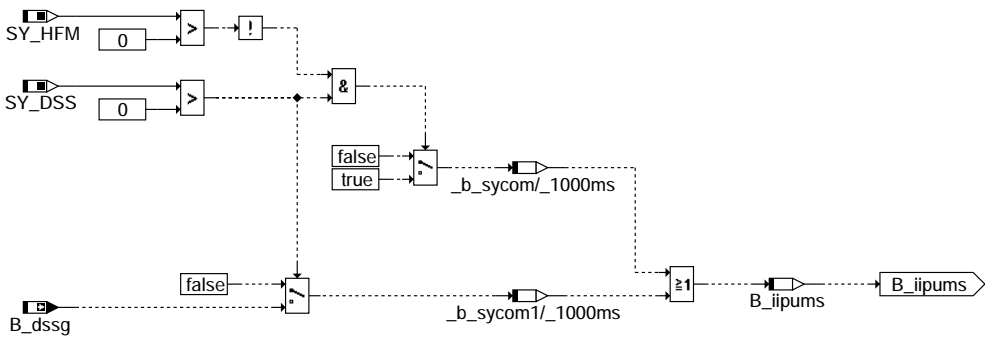 SY_HFM
0
>
!
SY_DSS
0
>
&
false
true
_b_sycom/_1000ms
false
B_dssg
_b_sycom1/_1000ms
≧1
B_iipums
B_iipums